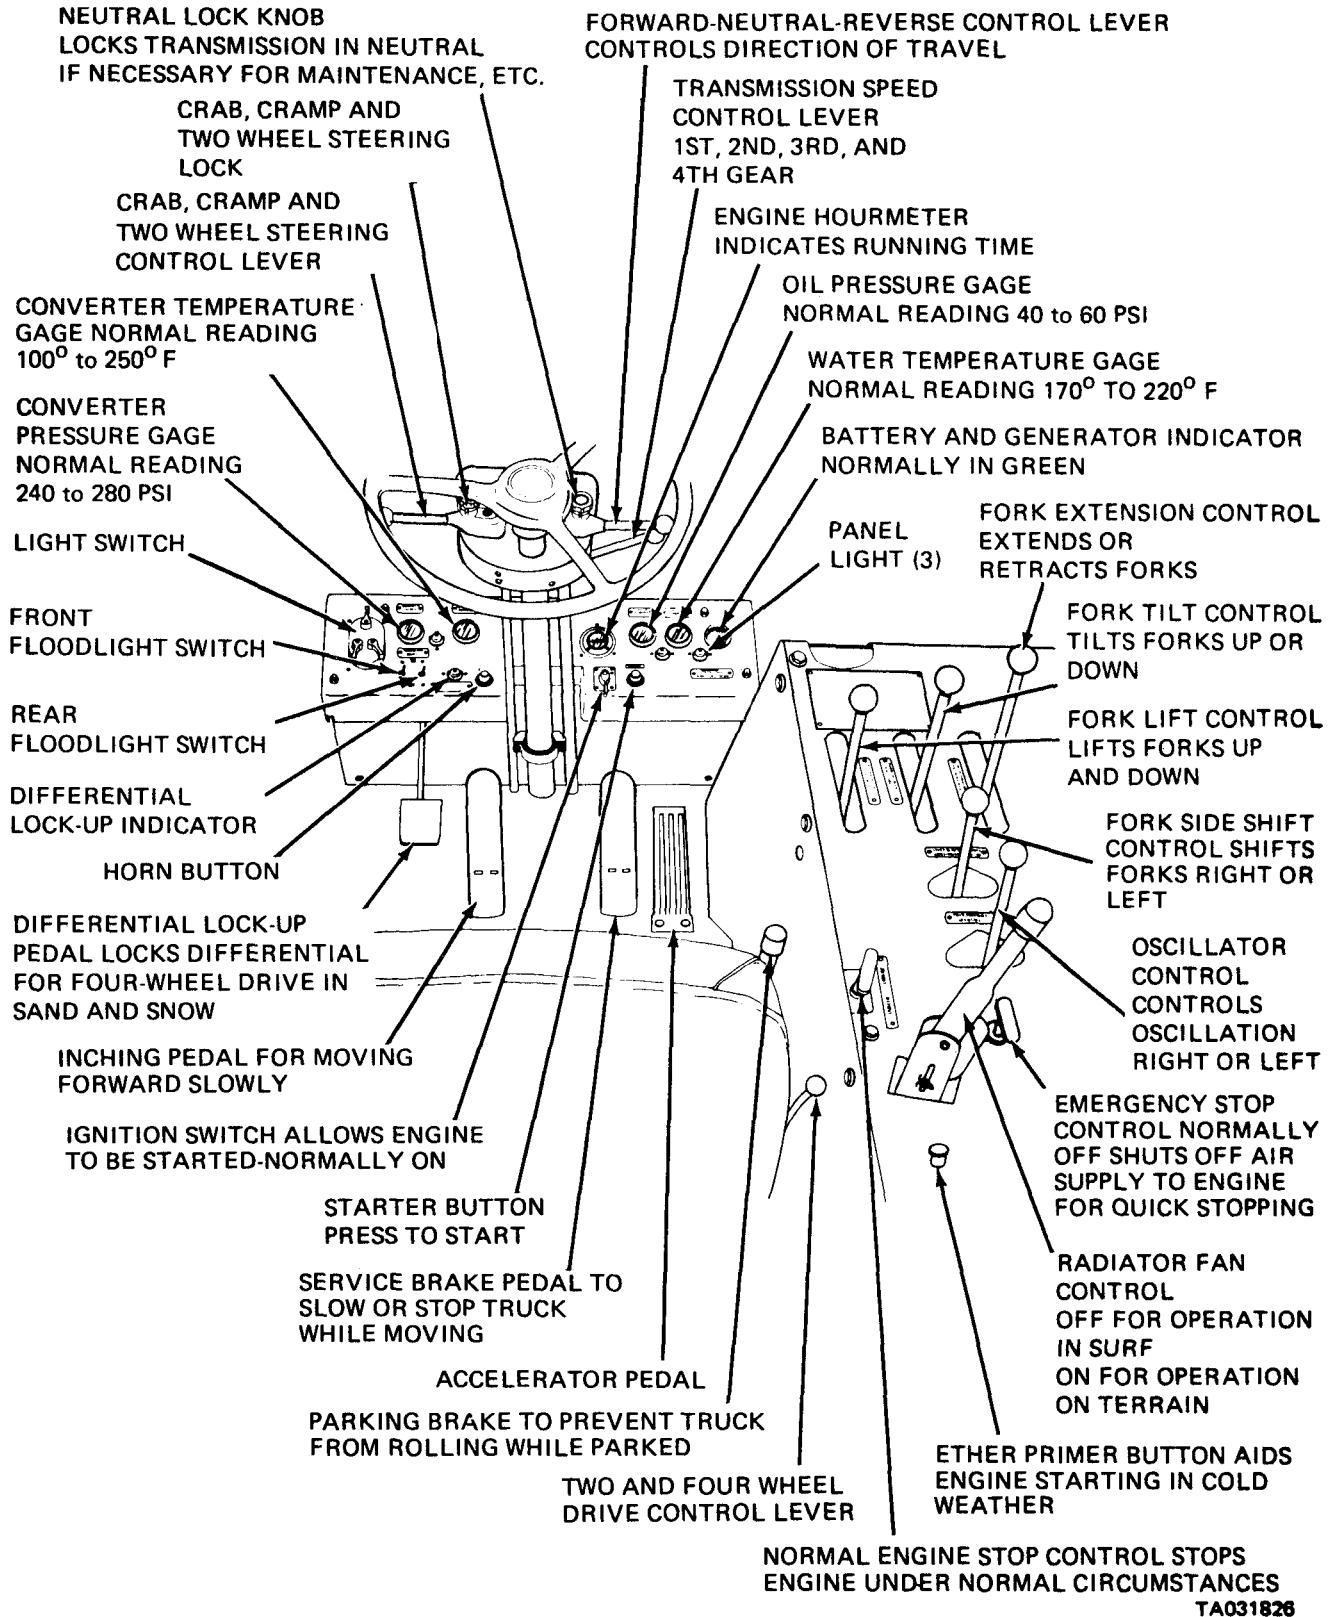 NEUTRAL LOCK KNOB
LOCKS TRANSMISSION IN NEUTRAL
IF NECESSARY FOR MAINTENANCE, ETC.
CRAB, CRAMP AND
TWO WHEEL STEERING
LOCK
CRAB, CRAMP AND
TWO WHEEL STEERING
CONTROL LEVER
CONVERTER TEMPERATURE
GAGE NORMAL READING
100⁰ to 250⁰ F
CONVERTER
PRESSURE GAGE
NORMAL READING
240 to 280 PSI
LIGHT SWITCH
FRONT
FLOODLIGHT SWITCH
REAR
FLOODLIGHT SWITCH
DIFFERENTIAL
LOCK-UP INDICATOR
HORN BUTTON
DIFFERENTIAL LOCK-UP
PEDAL LOCKS DIFFERENTIAL
FOR FOUR-WHEEL DRIVE IN
SAND AND SNOW
INCHING PEDAL FOR MOVING
FORWARD SLOWLY
IGNITION SWITCH ALLOWS ENGINE
TO BE STARTED-NORMALLY ON
STARTER BUTTON
PRESS TO START
SERVICE BRAKE PEDAL TO
SLOW OR STOP TRUCK
WHILE MOVING
ACCELERATOR PEDAL
PARKING BRAKE TO PREVENT TRUCK
FROM ROLLING WHILE PARKED
TWO AND FOUR WHEEL
DRIVE CONTROL LEVER
NORMAL ENGINE STOP CONTROL STOPS
ENGINE UNDER NORMAL CIRCUMSTANCES
FORWARD-NEUTRAL-REVERSE CONTROL LEVER
CONTROLS DIRECTION OF TRAVEL
TRANSMISSION SPEED
CONTROL LEVER
1ST, 2ND, 3RD, AND
4TH GEAR
ENGINE HOURMETER
INDICATES RUNNING TIME
OIL PRESSURE GAGE
NORMAL READING 40 to 60 PSI
WATER TEMPERATURE GAGE
NORMAL READING 170⁰ TO 220⁰ F
BATTERY AND GENERATOR INDICATOR
NORMALLY IN GREEN
PANEL
LIGHT (3)
FORK EXTENSION CONTROL
EXTENDS OR
RETRACTS FORKS
FORK TILT CONTROL
TILTS FORKS UP OR
DOWN
FORK LIFT CONTROL
LIFTS FORKS UP
AND DOWN
FORK SIDE SHIFT
CONTROL SHIFTS
FORKS RIGHT OR
LEFT
OSCILLATOR
CONTROL
CONTROLS
OSCILLATION
RIGHT OR LEFT
EMERGENCY STOP
CONTROL NORMALLY
OFF SHUTS OFF AIR
SUPPLY TO ENGINE
FOR QUICK STOPPING
RADIATOR FAN
CONTROL
OFF FOR OPERATION
IN SURF
ON FOR OPERATION
ON TERRAIN
ETHER PRIMER BUTTON AIDS
ENGINE STARTING IN COLD
WEATHER
TA031826